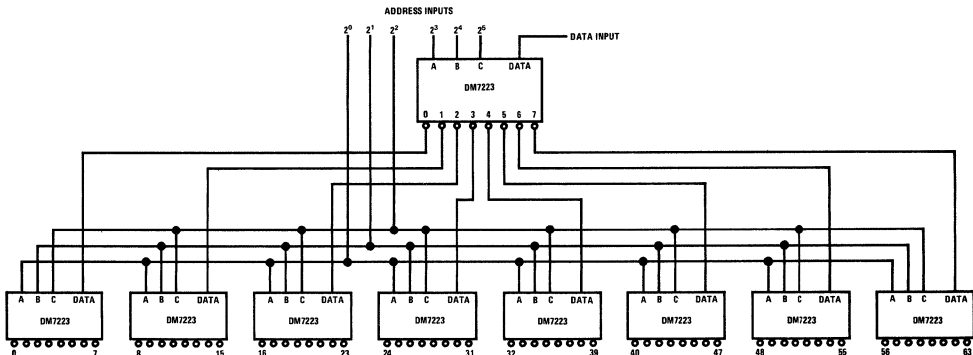 ADDRESS INPUTS
2⁰ 2¹ 2² 2³ 2⁴ 2⁵ DATA INPUT
A B C DATA
DM7223
0 1 2 3 4 5 6 7
A B C DATA A B C DATA A B C DATA A B C DATA A B C DATA A B C DATA A B C DATA A B C DATA
DM7223 DM7223 DM7223 DM7223 DM7223 DM7223 DM7223 DM7223
0 7 8 15 16 23 24 31 32 39 40 47 48 55 56 63